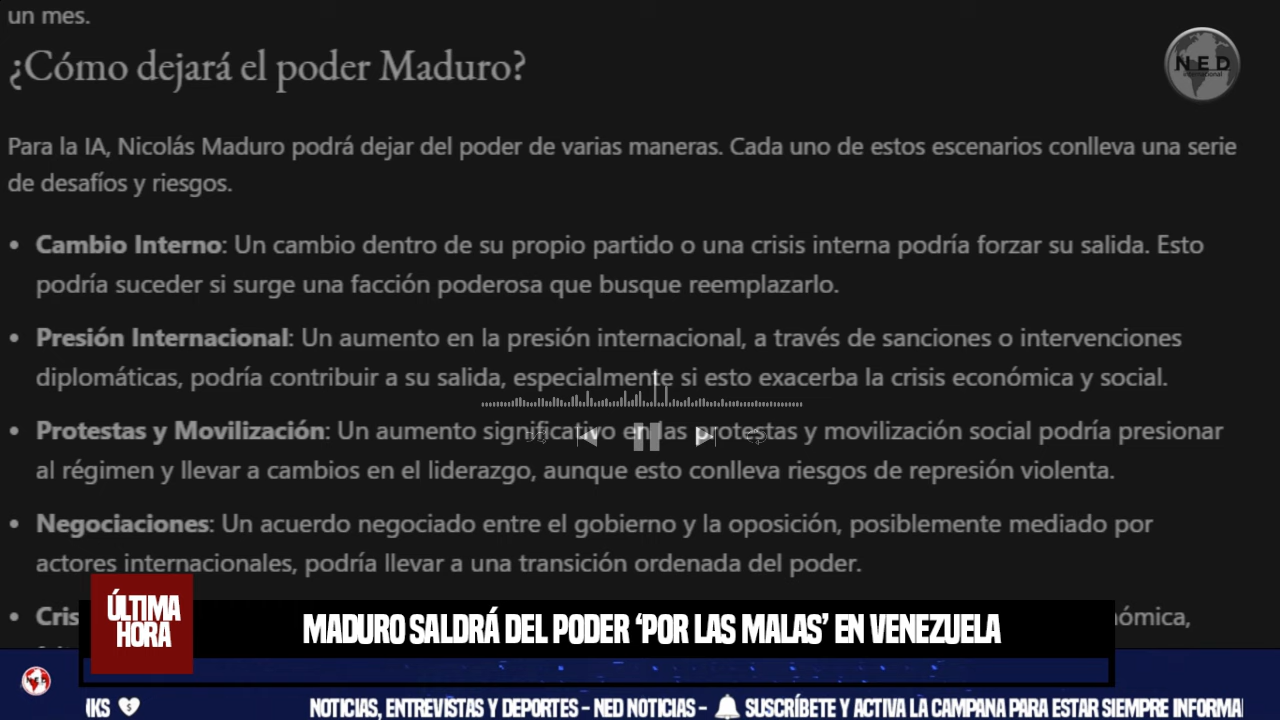 un mes.
¿Cómo dejará el poder Maduro?
NED
international
Para la IA, Nicolás Maduro podrá dejar del poder de varias maneras. Cada uno de estos escenarios conlleva una serie
de desafíos y riesgos.
• Cambio Interno: Un cambio dentro de su propio partido o una crisis interna podría forzar su salida. Esto
podría suceder si surge una facción poderosa que busque reemplazarlo.
• Presión Internacional: Un aumento en la presión internacional, a través de sanciones o intervenciones
diplomáticas, podría contribuir a su salida, especialmente si esto exacerba la crisis económica y social.
• Protestas y Movilización: Un aumento significativo en las protestas y movilización social podría presionar
al régimen y llevar a cambios en el liderazgo, aunque esto conlleva riesgos de represión violenta.
• Negociaciones: Un acuerdo negociado entre el gobierno y la oposición, posiblemente mediado por
actores internacionales, podría llevar a una transición ordenada del poder.
• Cris
ómica,
ÚLTIMA
HORA
MADURO SALDRÁ DEL PODER ‘POR LAS MALAS’ EN VENEZUELA
NED
IKS
NOTICIAS, ENTREVISTAS Y DEPORTES - NED NOTICIAS - 🔔 SUSCRÍBETE Y ACTIVA LA CAMPANA PARA ESTAR SIEMPRE INFORMA